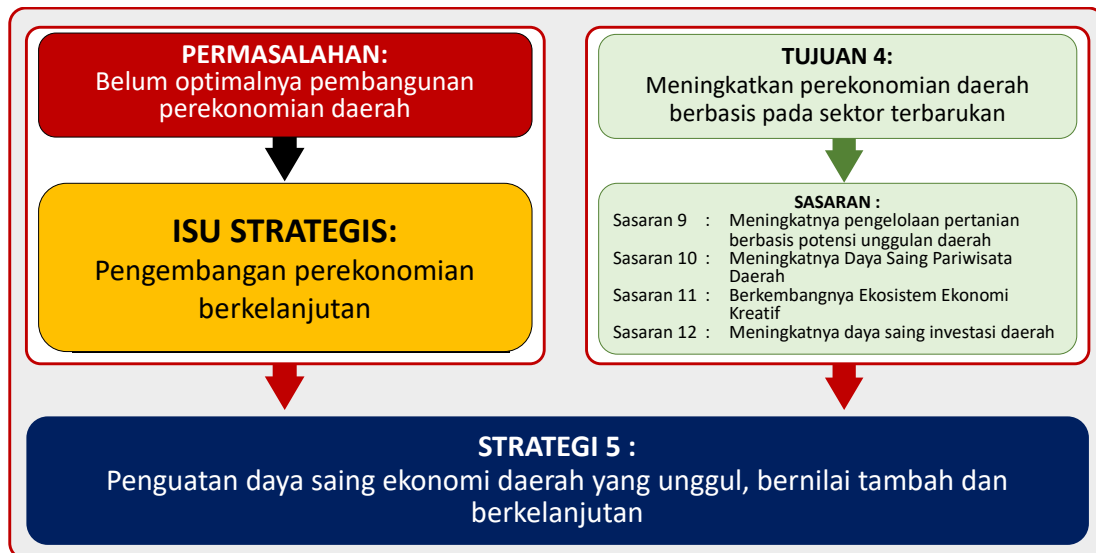 PERMASALAHAN:
Belum optimalnya pembangunan
perekonomian daerah
ISU STRATEGIS:
Pengembangan perekonomian
berkelanjutan
TUJUAN 4:
Meningkatkan perekonomian daerah
berbasis pada sektor terbarukan
SASARAN :
Sasaran 9 : Meningkatnya pengelolaan pertanian
berbasis potensi unggulan daerah
Sasaran 10 : Meningkatnya Daya Saing Pariwisata
Daerah
Sasaran 11 : Berkembangnya Ekosistem Ekonomi
Kreatif
Sasaran 12 : Meningkatnya daya saing investasi daerah
STRATEGI 5 :
Penguatan daya saing ekonomi daerah yang unggul, bernilai tambah dan
berkelanjutan